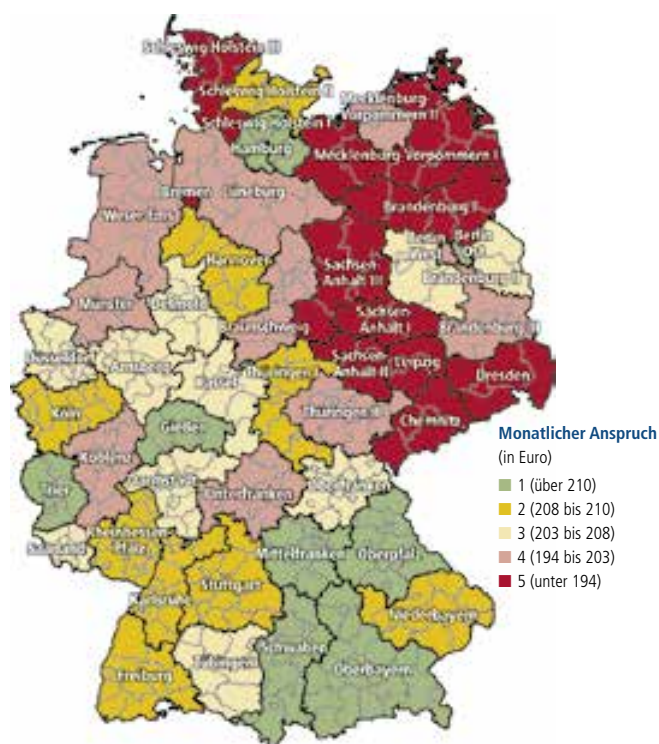 Schleswig Holstein III
Schleswig Holstein II
Mecklenburg-
Vorpommern II
Schleswig Holstein I
Hamburg
Mecklenburg-Vorpommern I
Bremen
Lüneburg
Weser-Ems
Brandenburg I
Berlin
West
Berlin
Ost
Hannover
Sachsen-
Anhalt III
Brandenburg II
Münster
Detmold
Braunschweig
Sachsen-
Anhalt I
Brandenburg III
Düsseldorf
Arnsberg
Kassel
Sachsen-
Anhalt II
Leipzig
Dresden
Thüringen I
Köln
Gießen
Thüringen II
Chemnitz
Koblenz
Trier
Darmstadt
Unterfranken
Oberfranken
Rheinhessen-
Pfalz
Saarland
Mittelfranken
Oberpfalz
Karlsruhe
Stuttgart
Niederbayern
Tübingen
Schwaben
Freiburg
Oberbayern
Monatlicher Anspruch
(in Euro)
1 (über 210)
2 (208 bis 210)
3 (203 bis 208)
4 (194 bis 203)
5 (unter 194)